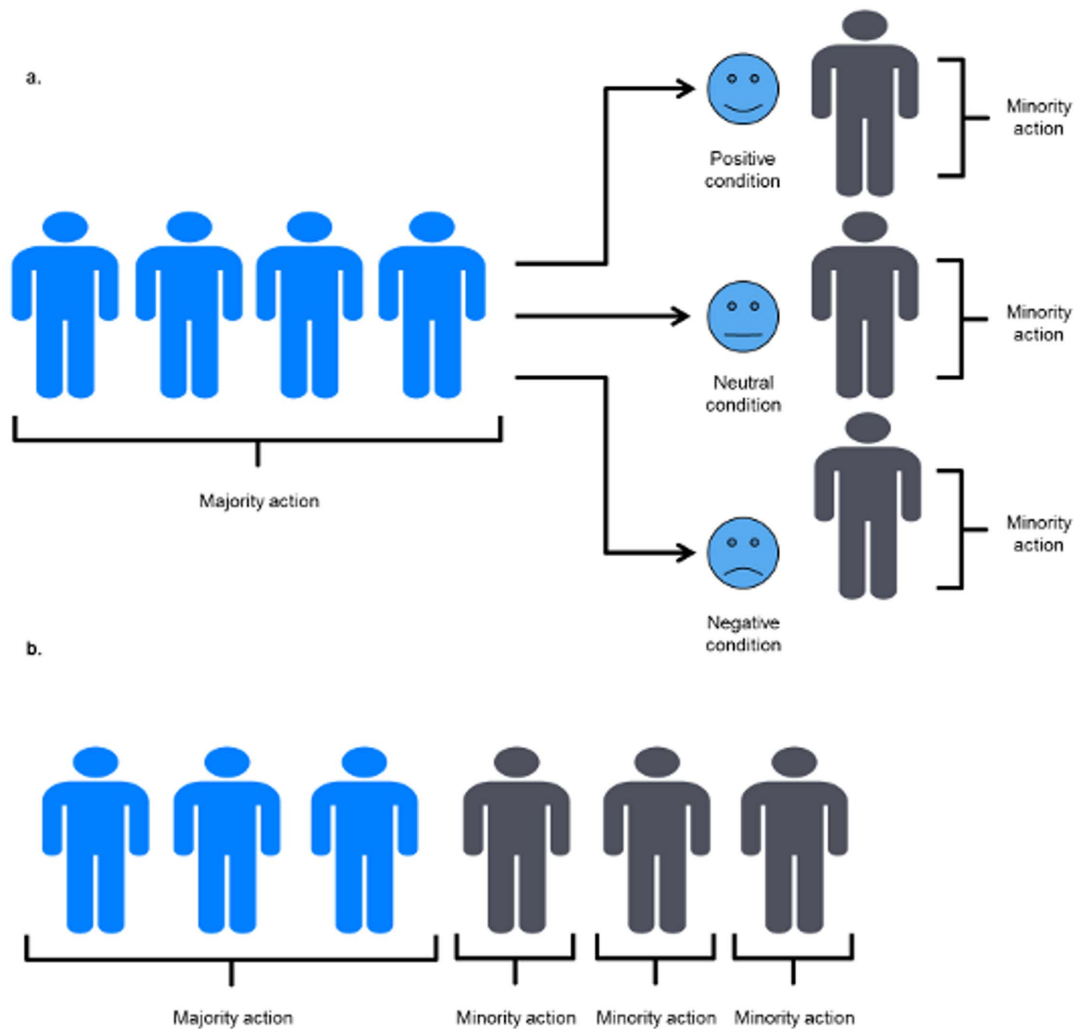 a.
Positive
condition
Minority
action
Neutral
condition
Minority
action
Majority action
Negative
condition
Minority
action
b.
Majority action
Minority action
Minority action
Minority action